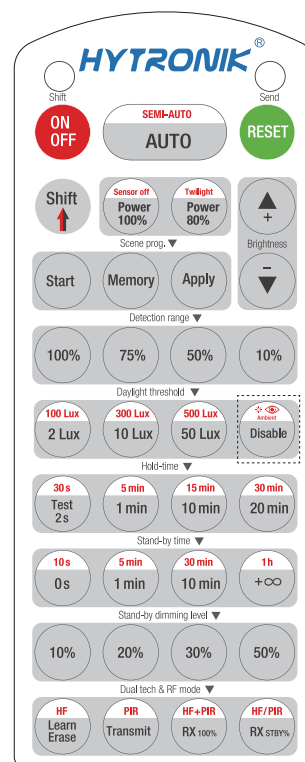 HYTRONIK®
Shift Send
ON
OFF
SEMI-AUTO
AUTO
RESET
Shift
Sensor off
Power
100%
Twilight
Power
80%
+
Scene prog. ▼
Brightness
Start Memory Apply
−
Detection range ▼
100% 75% 50% 10%
Daylight threshold ▼
100 Lux 300 Lux 500 Lux Ambient
2 Lux 10 Lux 50 Lux Disable
Hold-time ▼
30s 5 min 15 min 30 min
Test
2s
1 min 10 min 20 min
Stand-by time ▼
10s 5 min 30 min 1h
0s 1 min 10 min +∞
Stand-by dimming level ▼
10% 20% 30% 50%
Dual tech & RF mode ▼
HF PIR HF+PIR HF/PIR
Learn
Erase
Transmit RX 100% RX STBY%